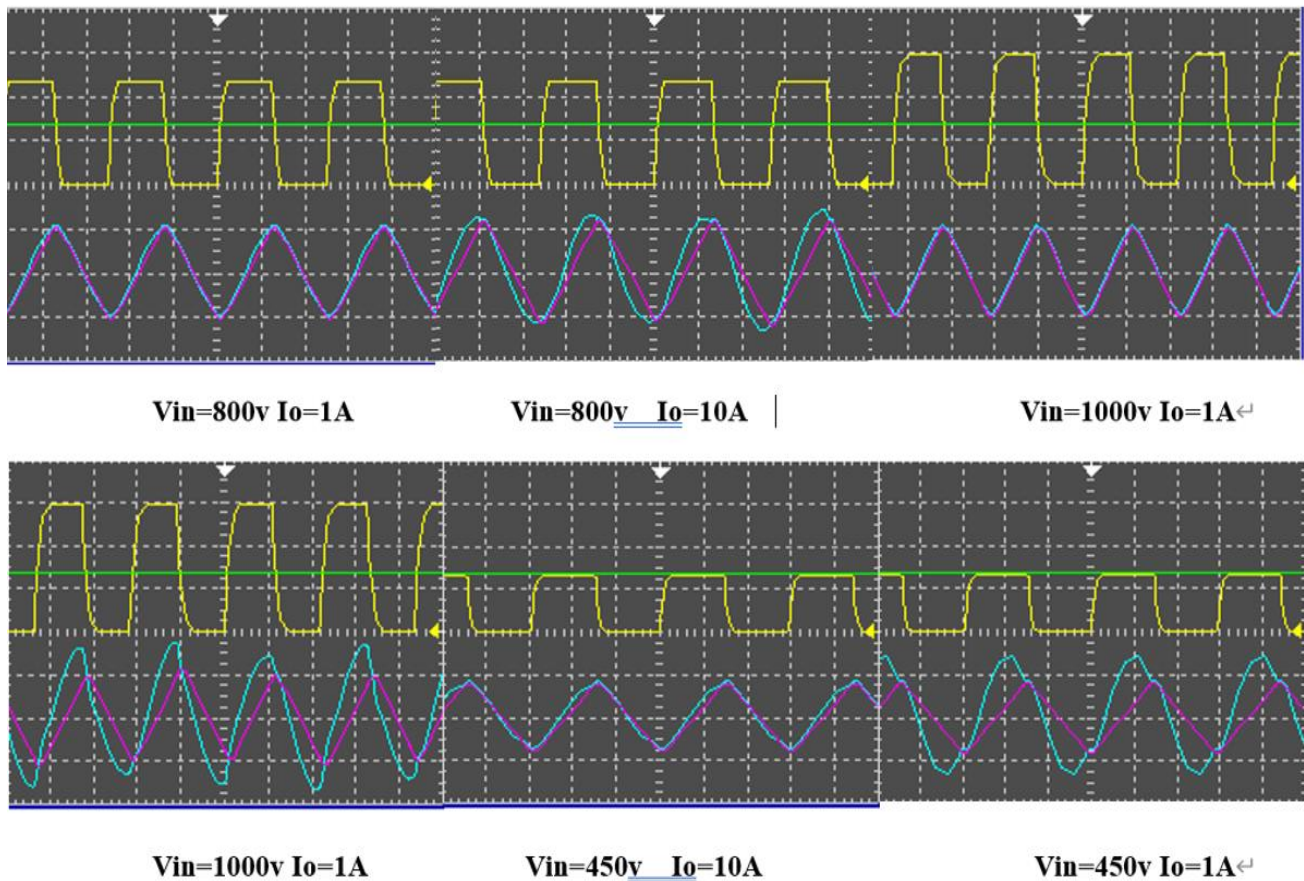 Vin=800v Io=1A
Vin=800v Io=10A
Vin=1000v Io=1A
Vin=1000v Io=1A
Vin=450v Io=10A
Vin=450v Io=1A